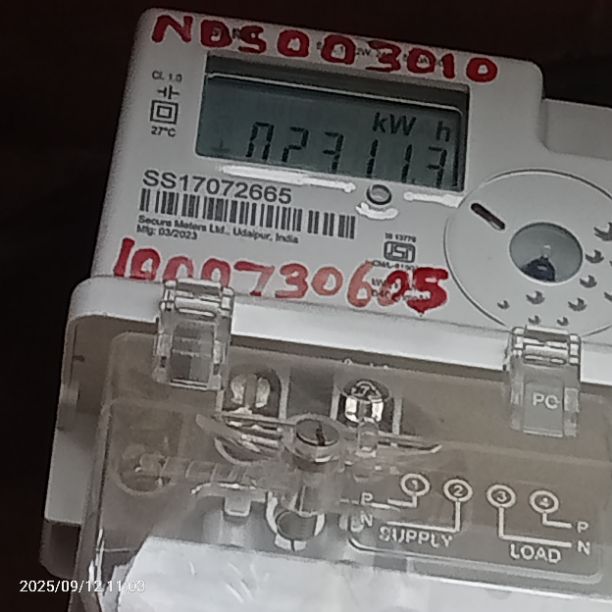 NDS003010
CL 1.0
27°C
kW h
02311.3
SS17072665
Secure Meters Ltd., Udaipur, India
Mfg: 03/2023
IS 13779
1000730605
PC
1 2 3 4
P
N
P
N
SUPPLY
LOAD
2025/09/12 11:03